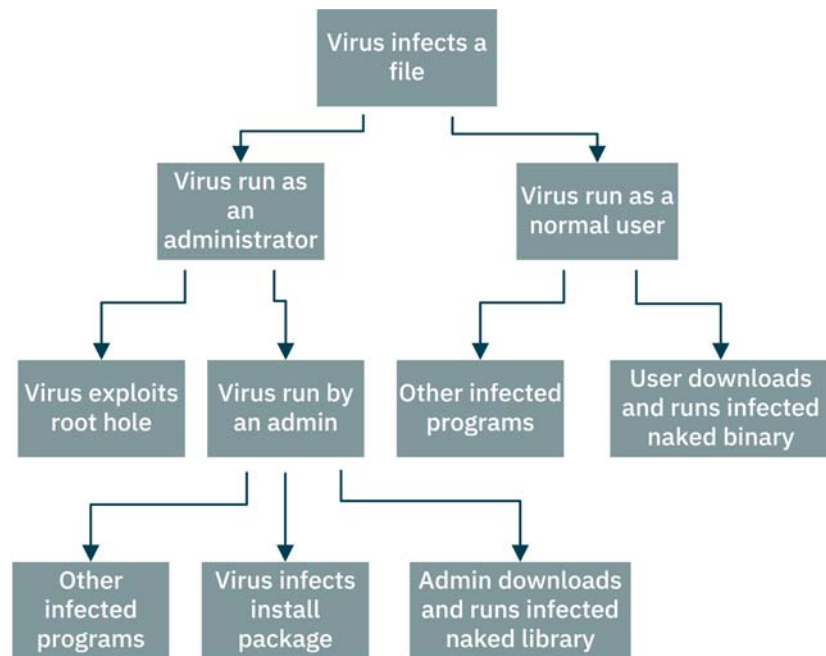 Virus infects a
file
Virus run as
an
administrator
Virus run as a
normal user
Virus exploits
root hole
Virus run by
an admin
Other infected
programs
User downloads
and runs infected
naked binary
Other
infected
programs
Virus infects
install
package
Admin downloads
and runs infected
naked library